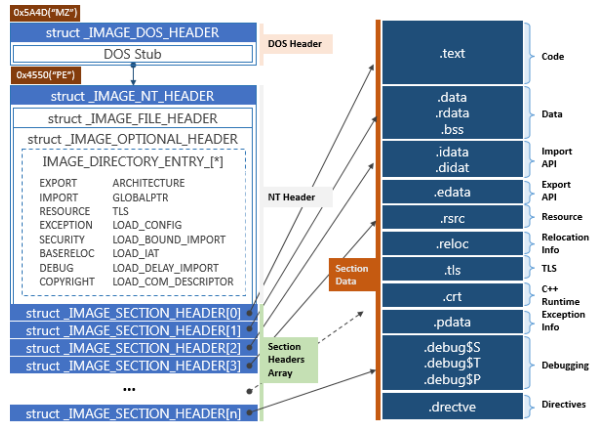 0x5A4D("MZ")
struct _IMAGE_DOS_HEADER
DOS Stub
DOS Header
0x4550("PE")
struct _IMAGE_NT_HEADER
struct _IMAGE_FILE_HEADER
struct _IMAGE_OPTIONAL_HEADER
IMAGE_DIRECTORY_ENTRY_[*]
EXPORT ARCHITECTURE
IMPORT GLOBALPTR
RESOURCE TLS
EXCEPTION LOAD_CONFIG
SECURITY LOAD_BOUND_IMPORT
BASERELOC LOAD_IAT
DEBUG LOAD_DELAY_IMPORT
COPYRIGHT LOAD_COM_DESCRIPTOR
NT Header
struct _IMAGE_SECTION_HEADER[0]
struct _IMAGE_SECTION_HEADER[1]
struct _IMAGE_SECTION_HEADER[2]
struct _IMAGE_SECTION_HEADER[3]
...
struct _IMAGE_SECTION_HEADER[n]
Section
Headers
Array
Section
Data
.text
Code
.data
.rdata
.bss
Data
.idata
.didat
Import
API
.edata
Export
API
.rsrc
Resource
.reloc
Relocation
Info
.tls
TLS
.crt
C++
Runtime
.pdata
Exception
Info
.debug$S
.debug$T
.debug$P
Debugging
.drectve
Directives